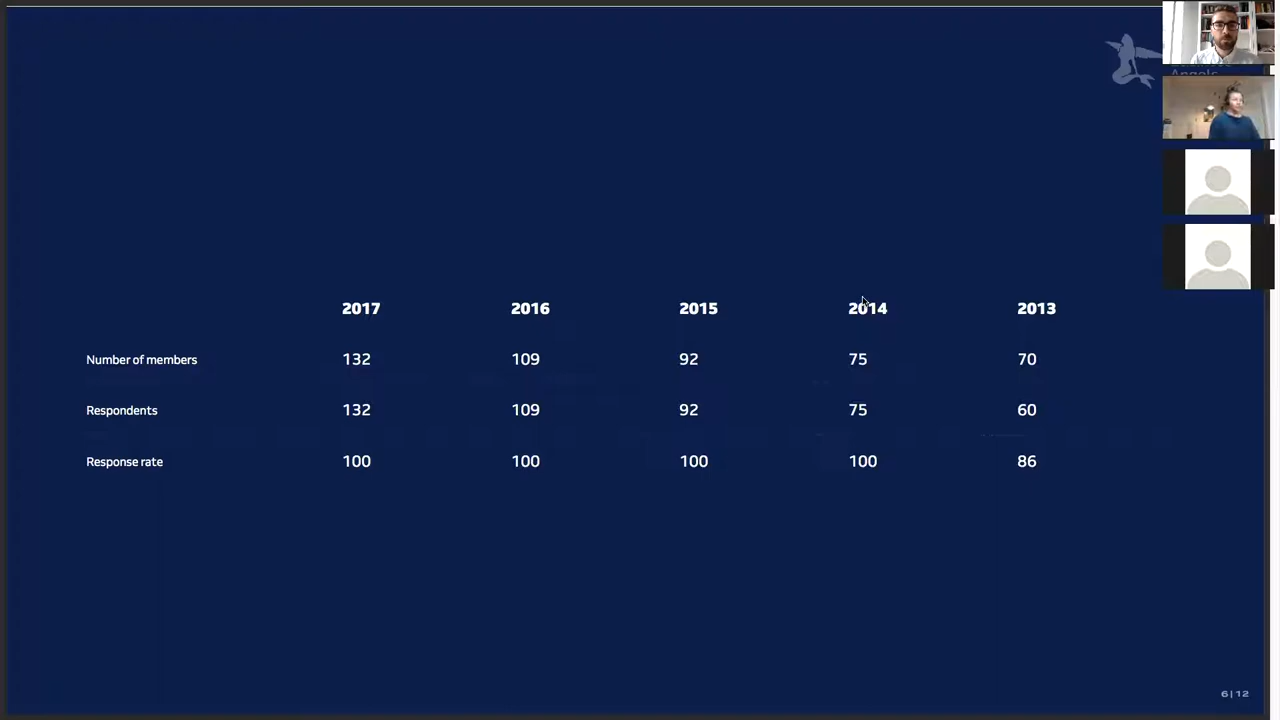 Angels
2017 2016 2015 2014 2013
Number of members 132 109 92 75 70
Respondents 132 109 92 75 60
Response rate 100 100 100 100 86
6|12